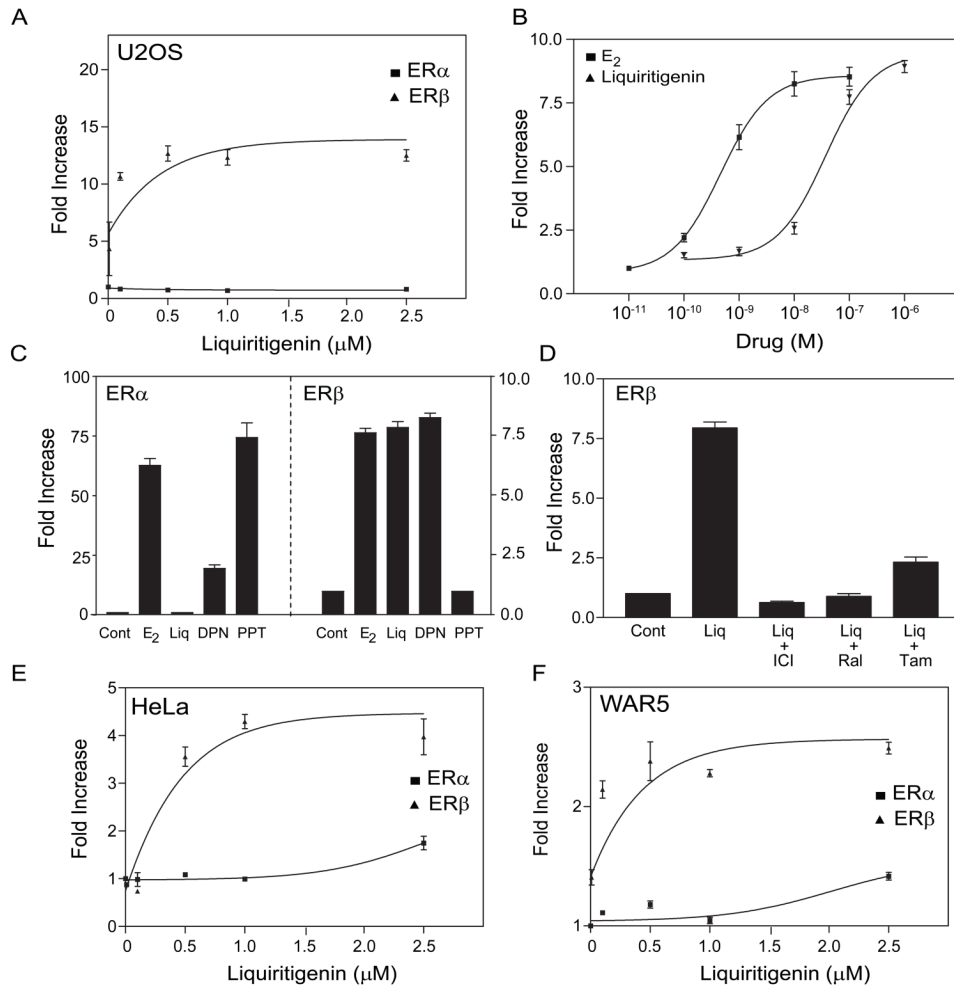 A
U2OS
ERα
ERβ
Fold Increase
20
15
10
5
0
0 0.5 1.0 1.5 2.0 2.5
Liquiritigenin (μM)
B
E2
Liquiritigenin
Fold Increase
10.0
7.5
5.0
2.5
0.0
10-11 10-10 10-9 10-8 10-7 10-6
Drug (M)
C
ERα
ERβ
Fold Increase
100
75
50
25
0
10.0
7.5
5.0
2.5
0.0
Cont E2 Liq DPN PPT
Cont E2 Liq DPN PPT
D
ERβ
Fold Increase
10.0
7.5
5.0
2.5
0.0
Cont
Liq
Liq + ICI
Liq + Ral
Liq + Tam
E
HeLa
ERα
ERβ
Fold Increase
5
4
3
2
1
0
0 0.5 1.0 1.5 2.0 2.5
Liquiritigenin (μM)
F
WAR5
ERα
ERβ
Fold Increase
3
2
1
0 0.5 1.0 1.5 2.0 2.5
Liquiritigenin (μM)